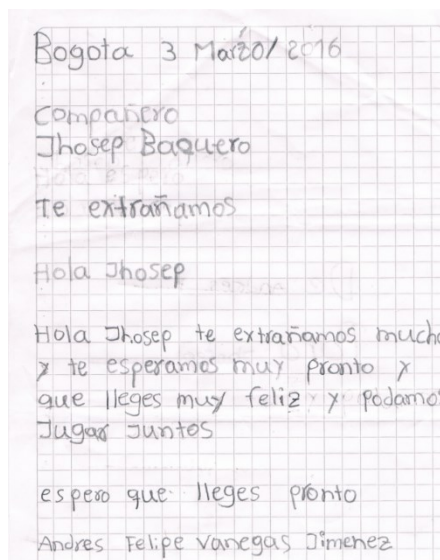 Bogota 3 Marzo/2016
Compañero
Jhosep Baquero
Te extrañamos
Hola Jhosep
Hola Jhosep te extrañamos mucho
y te esperamos muy pronto y
que lleges muy feliz y podamos
Jugar Juntos
espero que lleges pronto
Andres Felipe Vanegas Jimenez